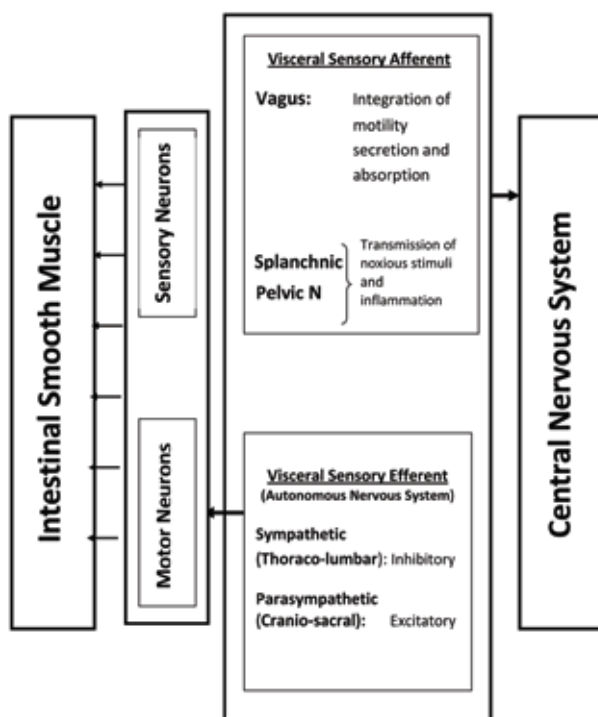 Intestinal Smooth Muscle
Sensory Neurons
Motor Neurons
Visceral Sensory Afferent
Vagus: Integration of
motility
secretion and
absorption
Splanchnic
Pelvic N
Transmission of
noxious stimuli
and
inflammation
Visceral Sensory Efferent
(Autonomous Nervous System)
Sympathetic
(Thoraco-lumbar): Inhibitory
Parasympathetic
(Cranio-sacral): Excitatory
Central Nervous System